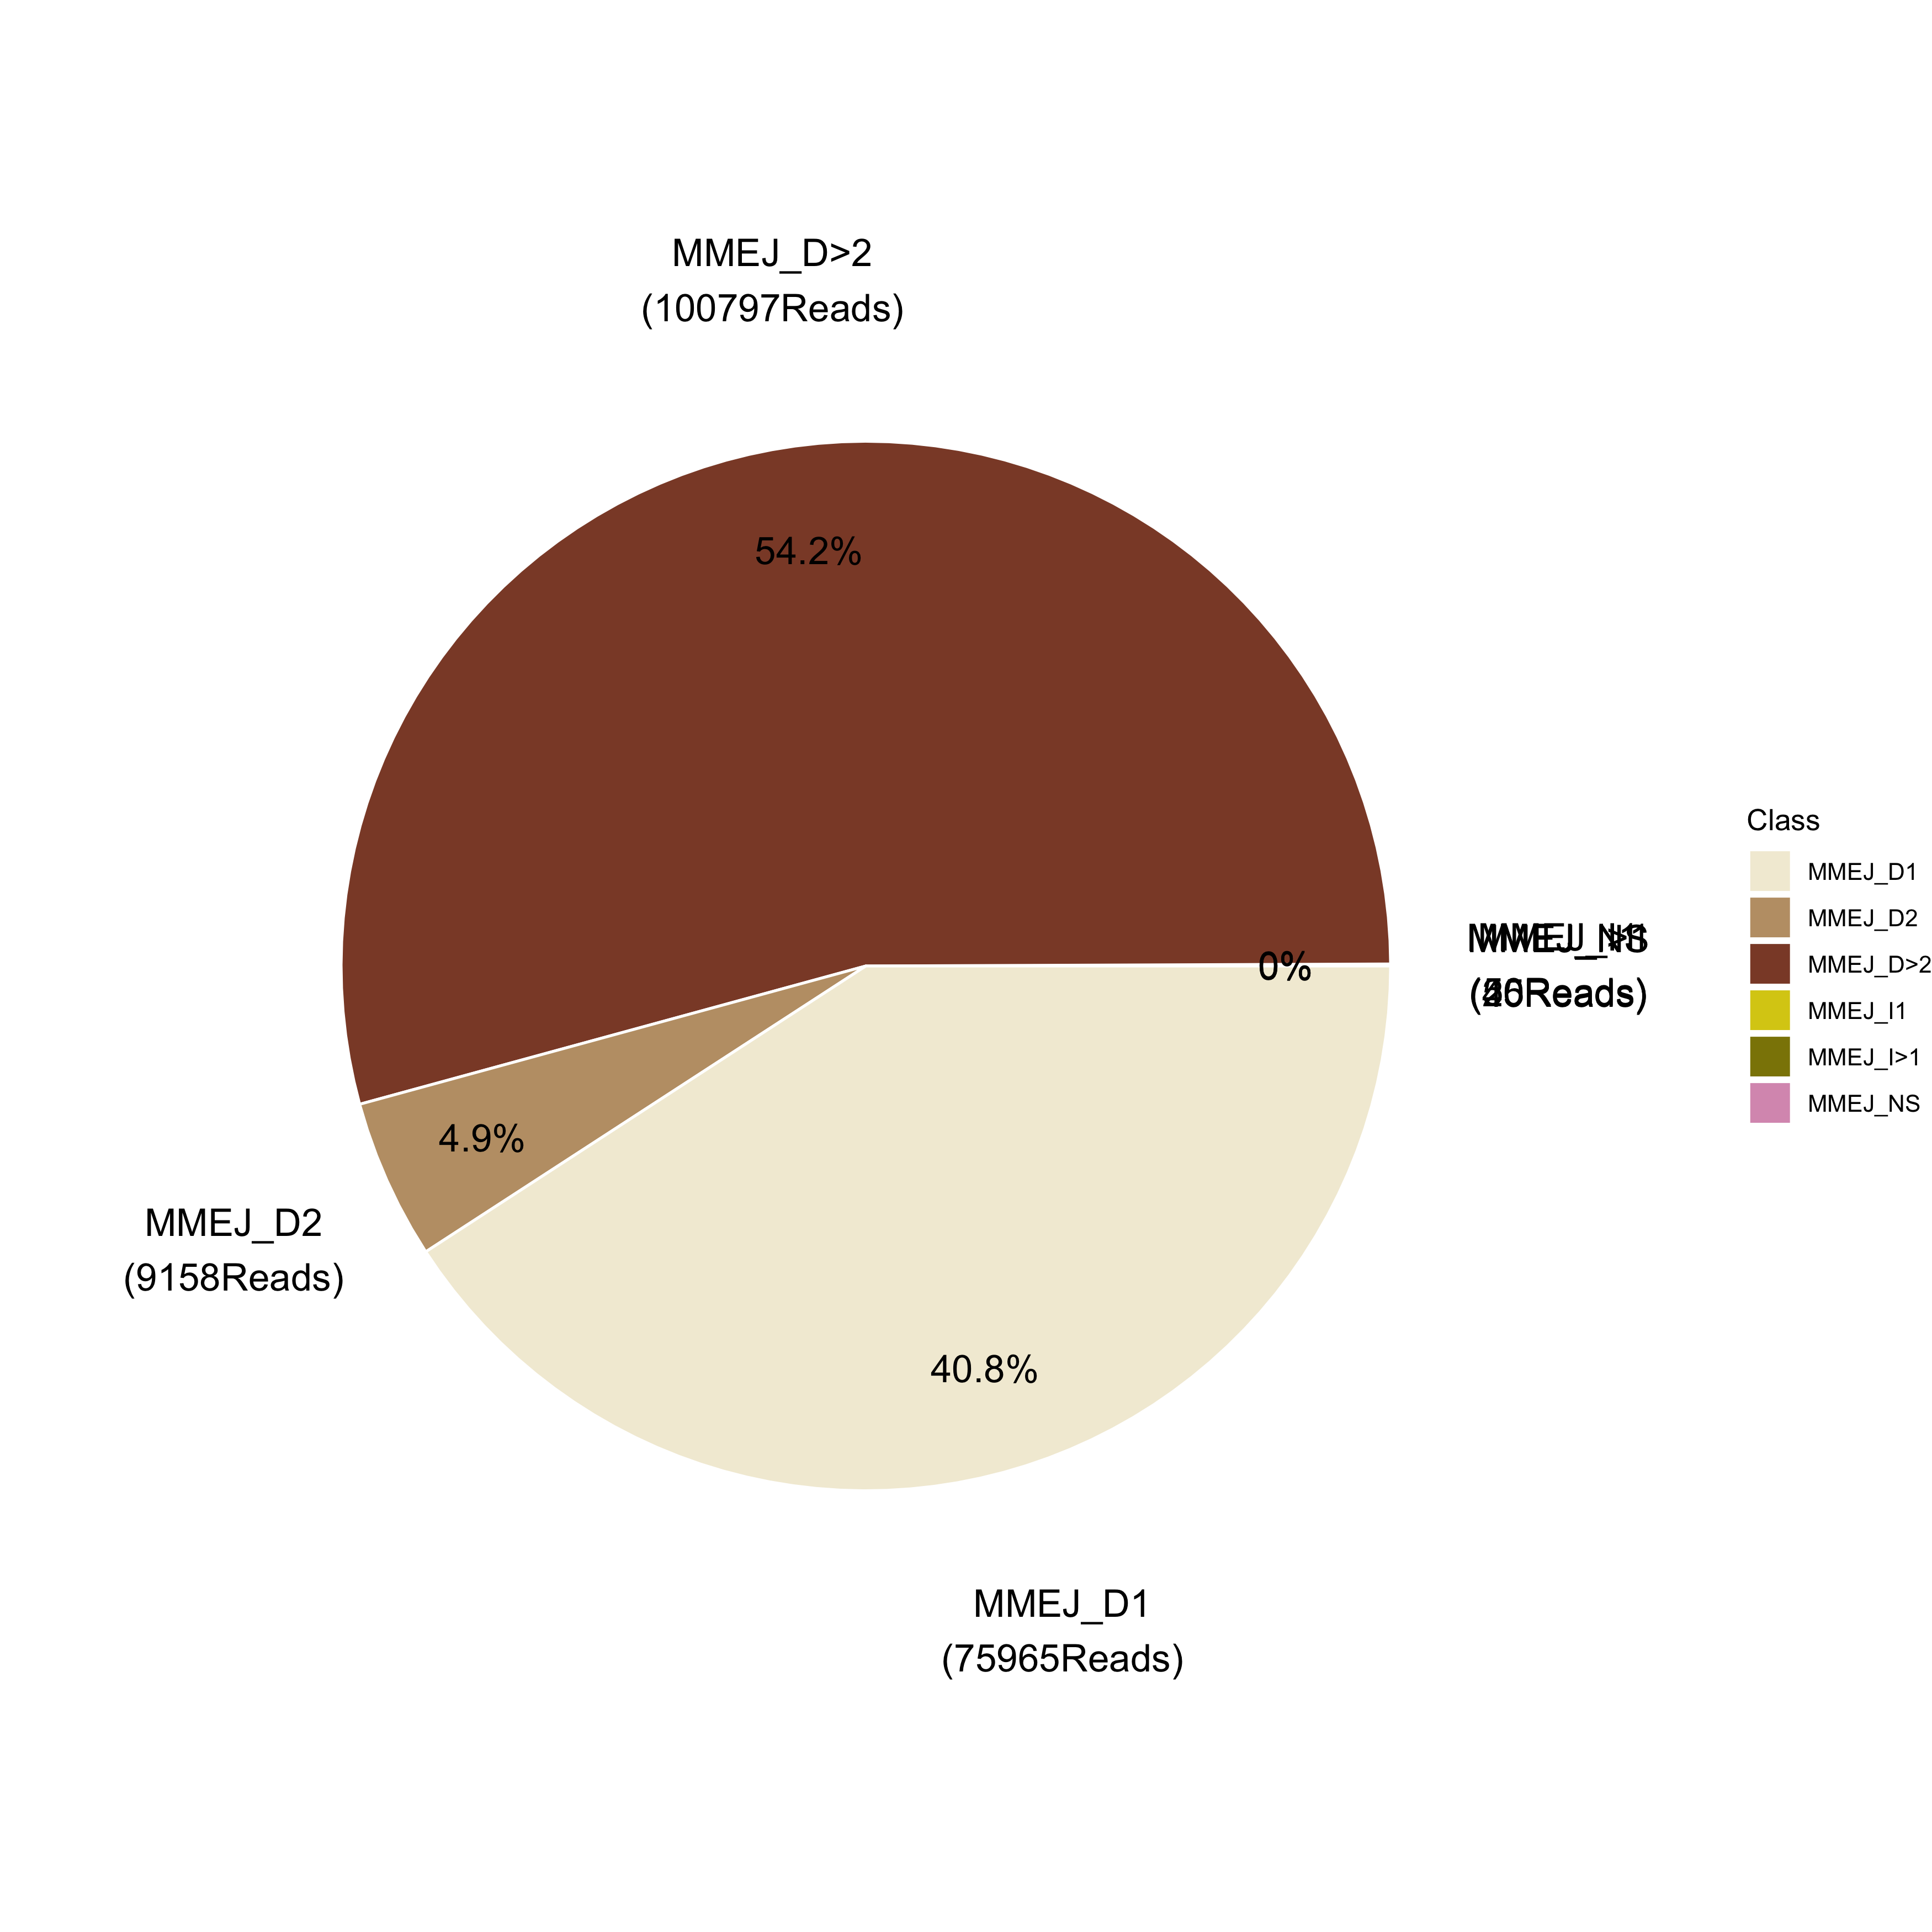 MMEJ_D>2
(100797Reads)
54.2%
0%
4.9%
MMEJ_D2
(9158Reads)
40.8%
MMEJ_D1
(75965Reads)
Class
MMEJ_D1
MMEJ_D2
MMEJ_D>2
MMEJ_I1
MMEJ_I>1
MMEJ_NS